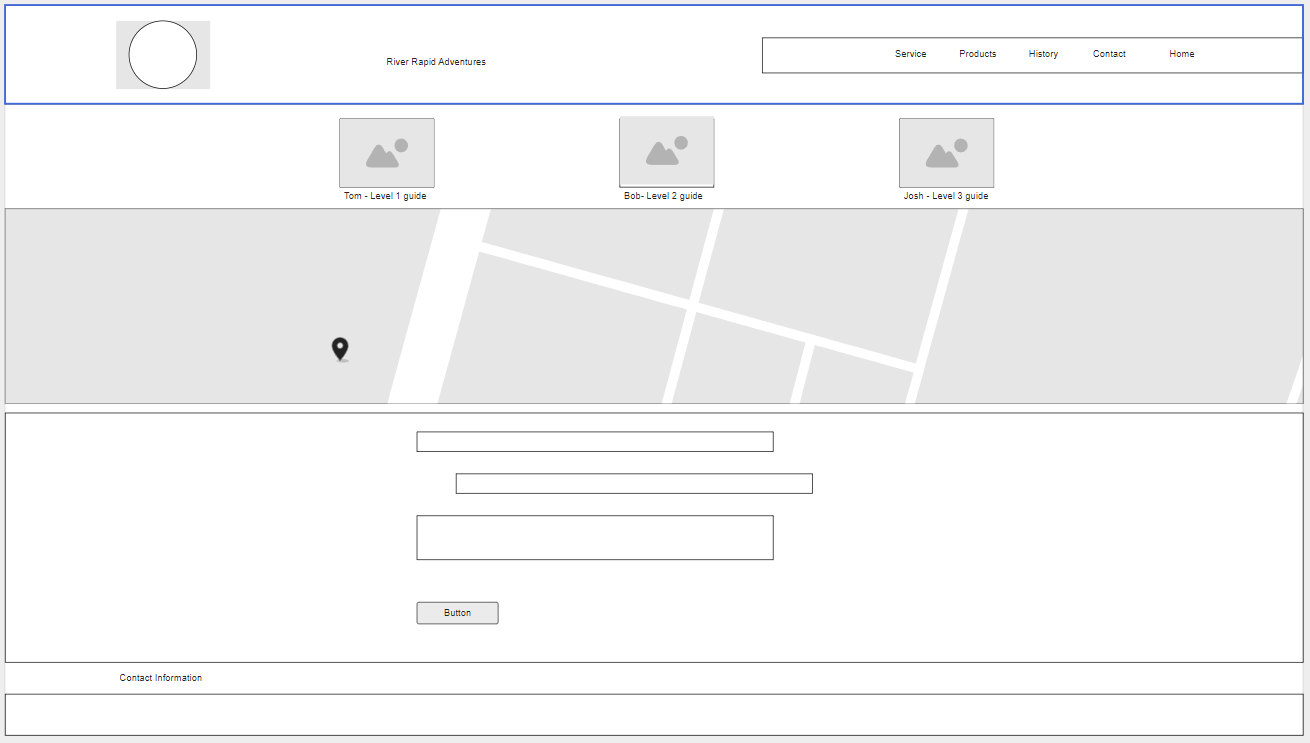 River Rapid Adventures
Service Products History Contact Home
Tom - Level 1 guide
Bob- Level 2 guide
Josh - Level 3 guide
Button
Contact Information